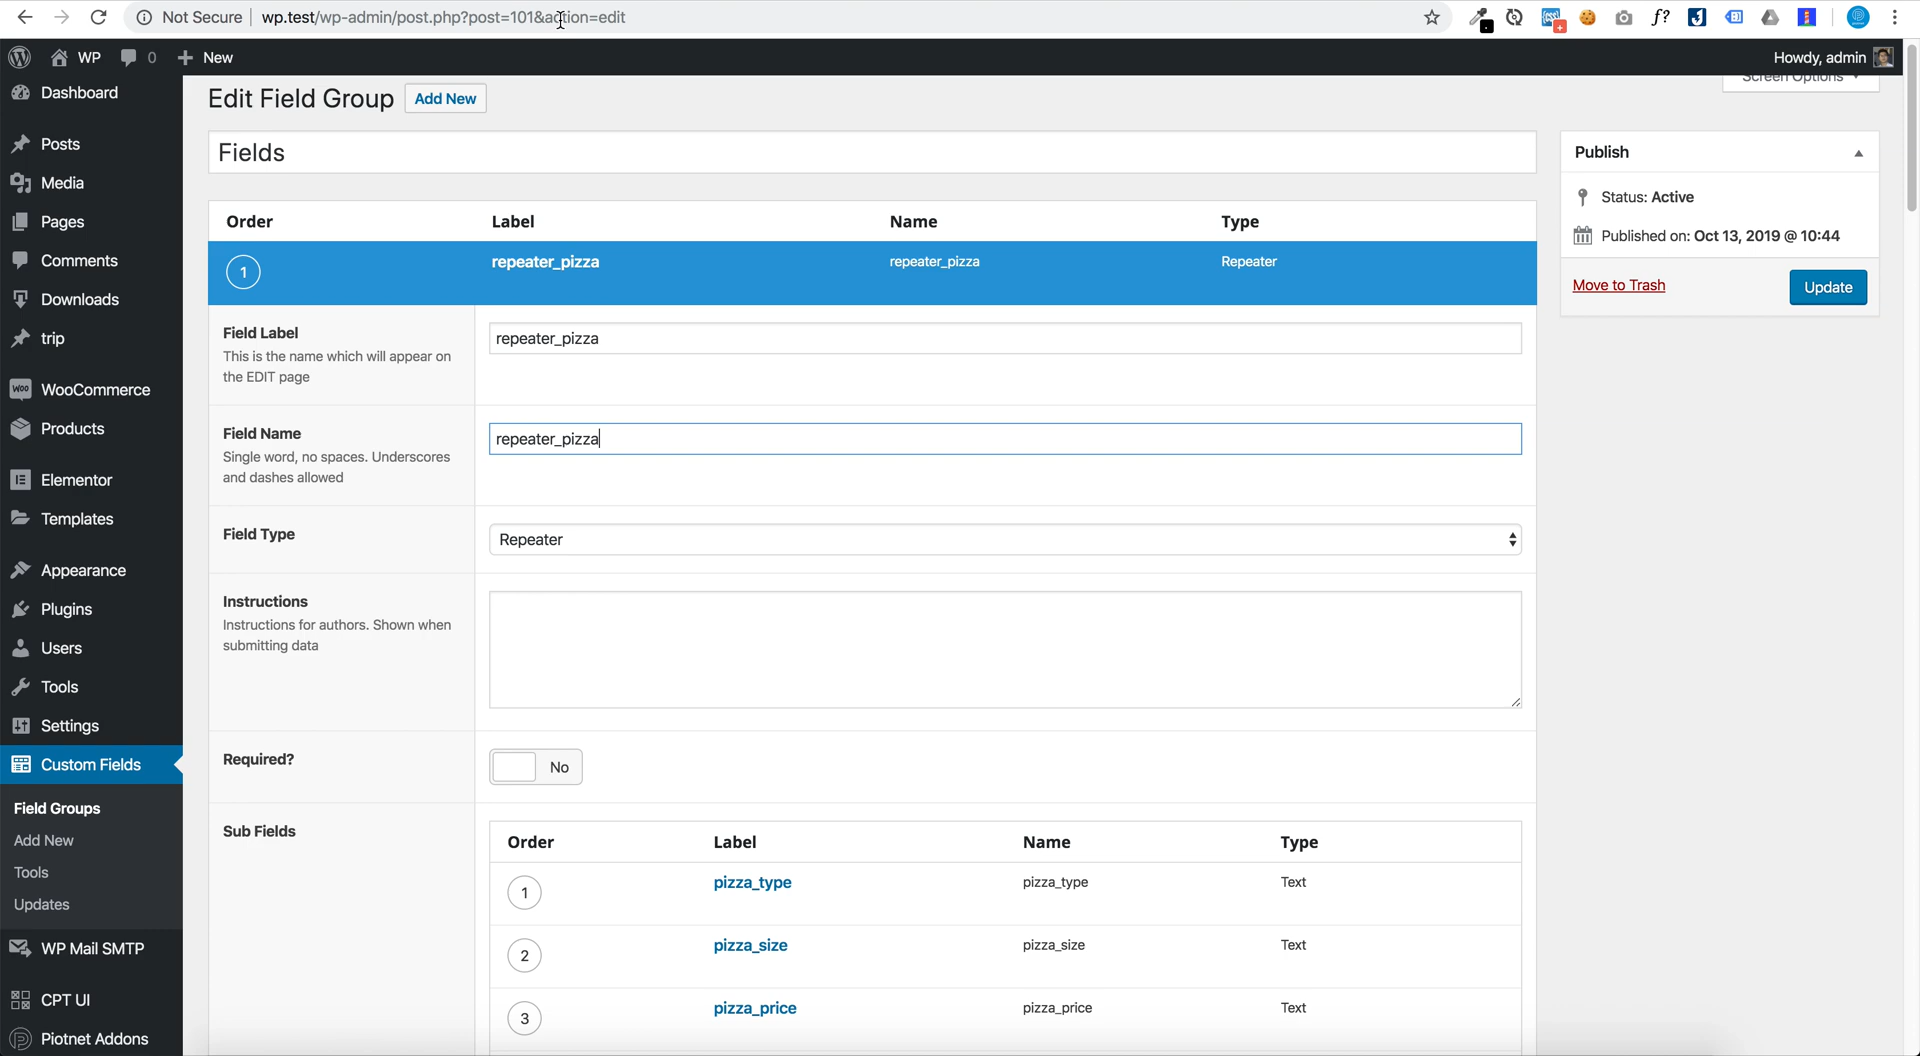 Not Secure
wp.test/wp-admin/post.php?post=101&action=edit
f?
WP
0
New
Howdy, admin
Screen Options
Dashboard
Posts
Media
Pages
Comments
Downloads
trip
WooCommerce
Products
Elementor
Templates
Appearance
Plugins
Users
Tools
Settings
Custom Fields
Field Groups
Add New
Tools
Updates
WP Mail SMTP
CPT UI
Piotnet Addons
Edit Field Group
Add New
Fields
Order Label Name Type
1 repeater_pizza repeater_pizza Repeater
Field Label
This is the name which will appear on
the EDIT page
repeater_pizza
Field Name
Single word, no spaces. Underscores
and dashes allowed
repeater_pizza
Field Type
Repeater
Instructions
Instructions for authors. Shown when
submitting data
Required?
No
Sub Fields
Order Label Name Type
1 pizza_type pizza_type Text
2 pizza_size pizza_size Text
3 pizza_price pizza_price Text
Publish
Status: Active
Published on: Oct 13, 2019 @ 10:44
Move to Trash
Update